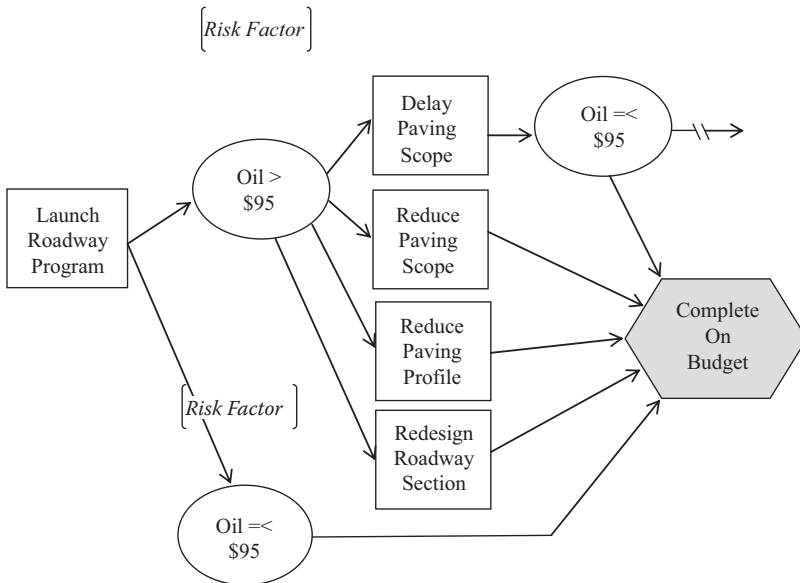 [Risk Factor]
Delay
Paving
Scope
Oil =<
$95
Oil >
$95
Launch
Roadway
Program
Reduce
Paving
Scope
Reduce
Paving
Profile
Complete
On
Budget
[Risk Factor]
Redesign
Roadway
Section
Oil =<
$95